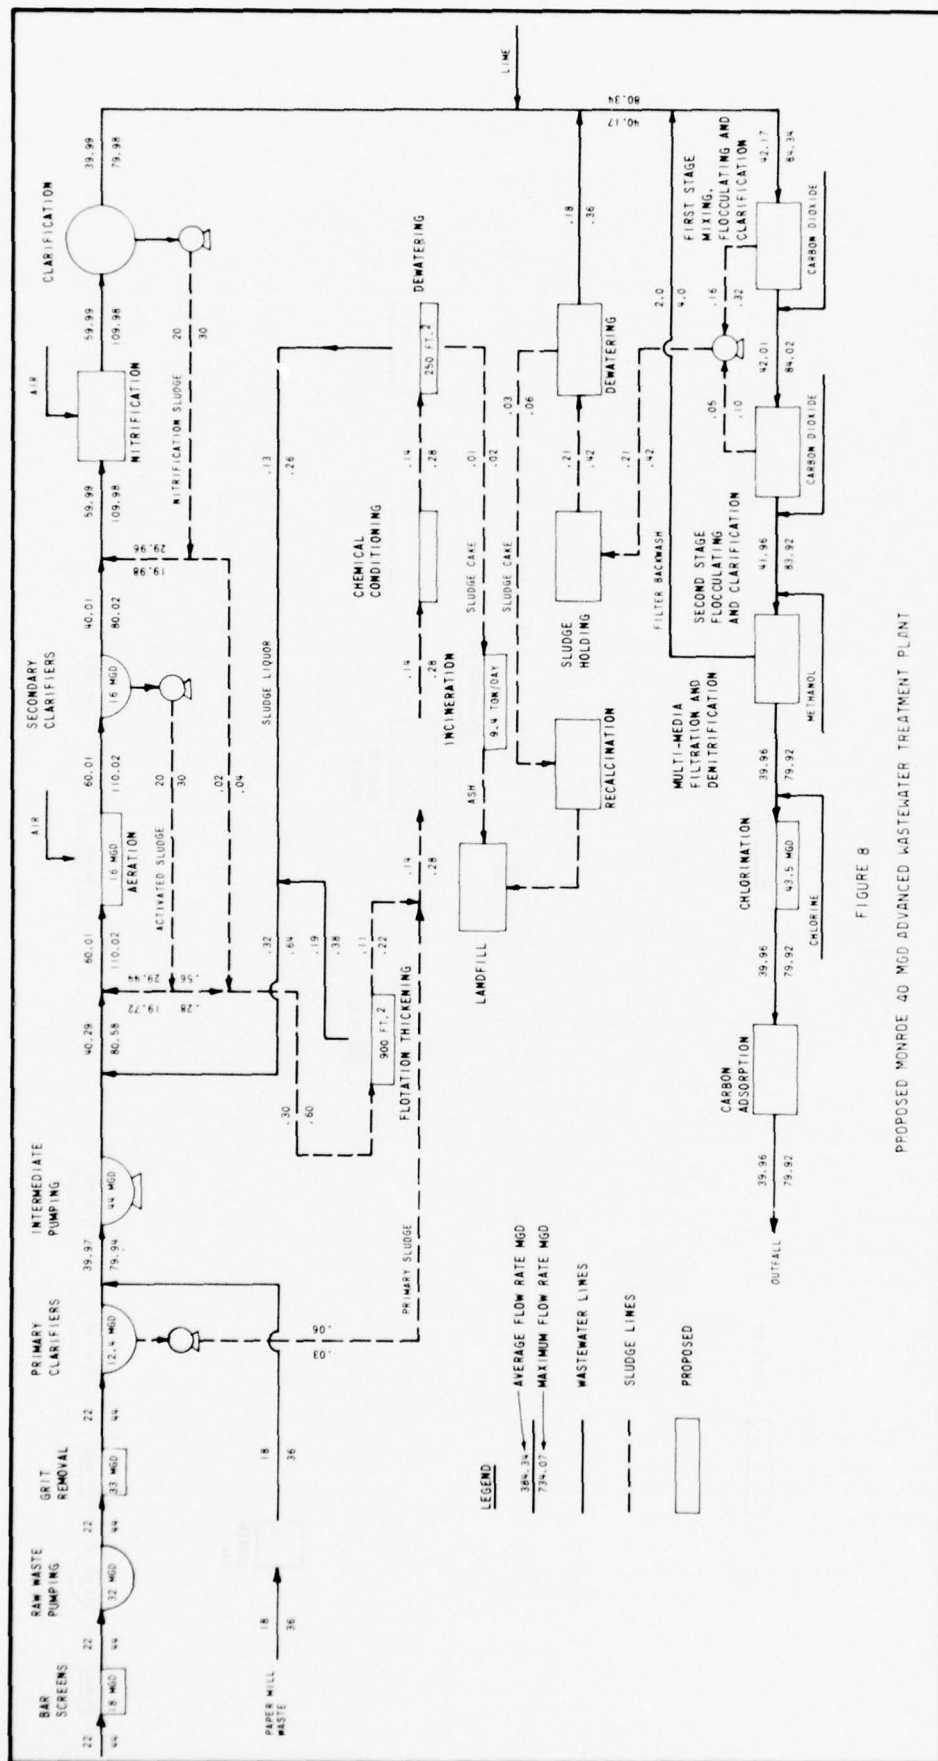 BAR
SCREENS
22
44
18 MGD
22
44
RAW WASTE
PUMPING
32 MGD
22
44
GRIT
REMOVAL
33 MGD
22
44
PRIMARY
CLARIFIERS
12.4 MGD
39.97
79.94
INTERMEDIATE
PUMPING
44 MGD
40.29
80.58
60.01
110.02
AIR
16 MGD
AERATION
60.01
110.02
SECONDARY
CLARIFIERS
16 MGD
40.01
80.02
59.99
109.98
AIR
NITRIFICATION
59.99
109.98
CLARIFICATION
39.99
79.98
20
30
NITRIFICATION SLUDGE
29.96
19.98
20
30
ACTIVATED SLUDGE
.02
.04
29.44
19.72
.56
.28
PAPER MILL
WASTE
18
36
18
36
.06
.03
PRIMARY SLUDGE
.30
.60
900 FT.²
FLOTATION THICKENING
.32
.64
.19
.38
.11
.22
SLUDGE LIQUOR
.13
.26
.14
.28
.14
.28
CHEMICAL
CONDITIONING
.14
.28
250 FT.²
DEWATERING
.01
.02
SLUDGE CAKE
INCINERATION
9.4 TON/DAY
ASH
LANDFILL
SLUDGE CAKE
.03
.06
RECALCINATION
SLUDGE
HOLDING
.21
.42
DEWATERING
.18
.36
.21
.42
LIME
80.34
40.17
FILTER BACKWASH
2.0
4.0
42.17
84.34
FIRST STAGE
MIXING,
FLOCCULATING AND
CLARIFICATION
.16
.32
CARBON DIOXIDE
42.01
84.02
.05
.10
SECOND STAGE
FLOCCULATING
AND CLARIFICATION
CARBON DIOXIDE
41.96
83.92
MULTI-MEDIA
FILTRATION AND
DENITRIFICATION
METHANOL
39.96
79.92
CHLORINATION
43.5 MGD
CHLORINE
39.96
79.92
CARBON
ADSORPTION
39.96
79.92
OUTFALL
LEGEND
384.34 AVERAGE FLOW RATE MGD
734.07 MAXIMUM FLOW RATE MGD
WASTEWATER LINES
SLUDGE LINES
PROPOSED
FIGURE 8
PROPOSED MONROE 40 MGD ADVANCED WASTEWATER TREATMENT PLANT